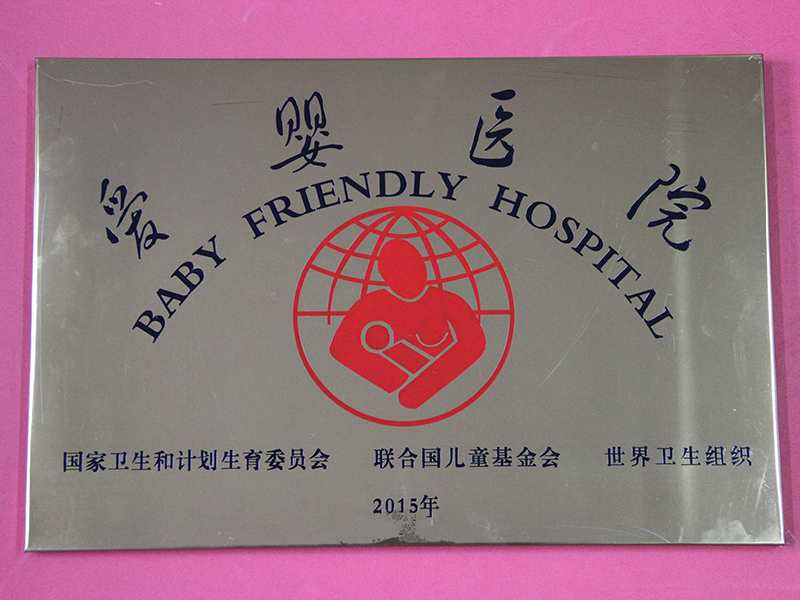 爱婴医院
BABY FRIENDLY HOSPITAL
国家卫生和计划生育委员会 联合国儿童基金会 世界卫生组织
2015年